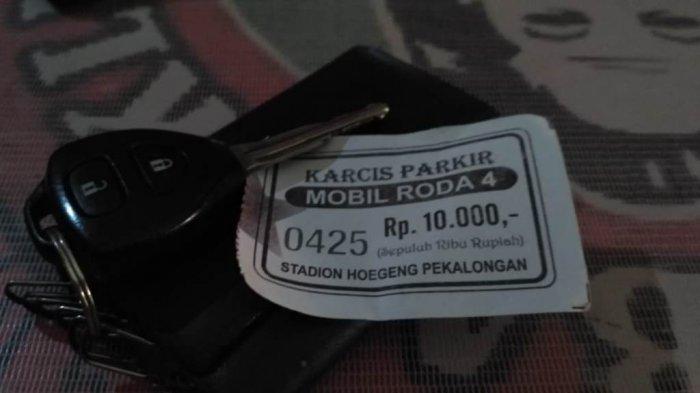 KARCIS PARKIR
MOBIL RODA 4
0425 Rp. 10.000,-
(Sepuluh Ribu Rupiah)
STADION HOEGENG PEKALONGAN